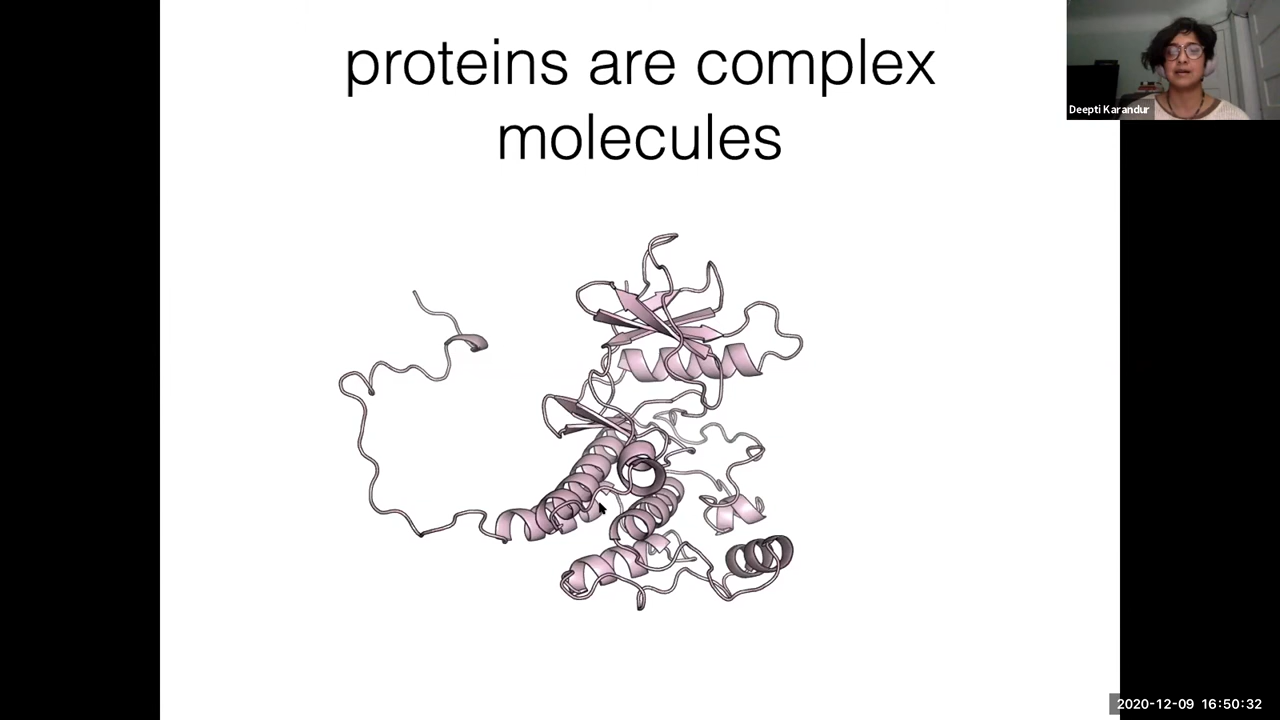 proteins are complex
molecules
Deepti Karandur
2020-12-09 16:50:32